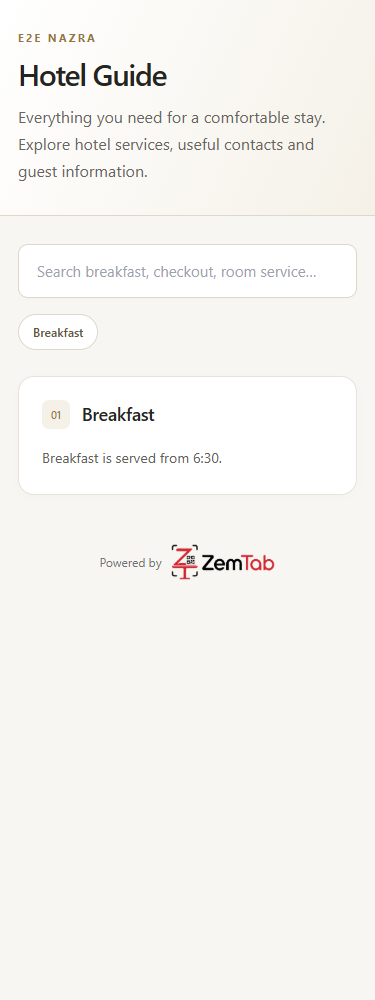 E2E NAZRA
Hotel Guide
Everything you need for a comfortable stay.
Explore hotel services, useful contacts and
guest information.
Search breakfast, checkout, room service...
Breakfast
01 Breakfast
Breakfast is served from 6:30.
Powered by ZemTab